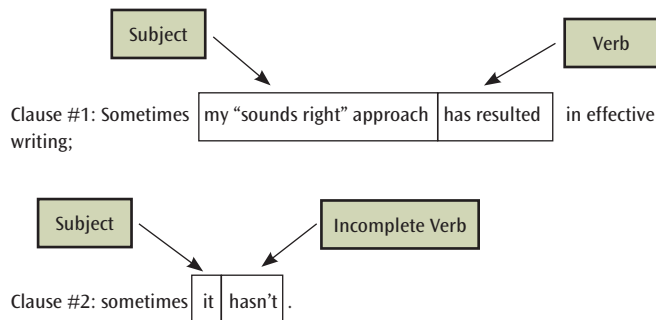 Subject
Verb
Clause #1: Sometimes my “sounds right” approach has resulted in effective
writing;
Subject
Incomplete Verb
Clause #2: sometimes it hasn't.